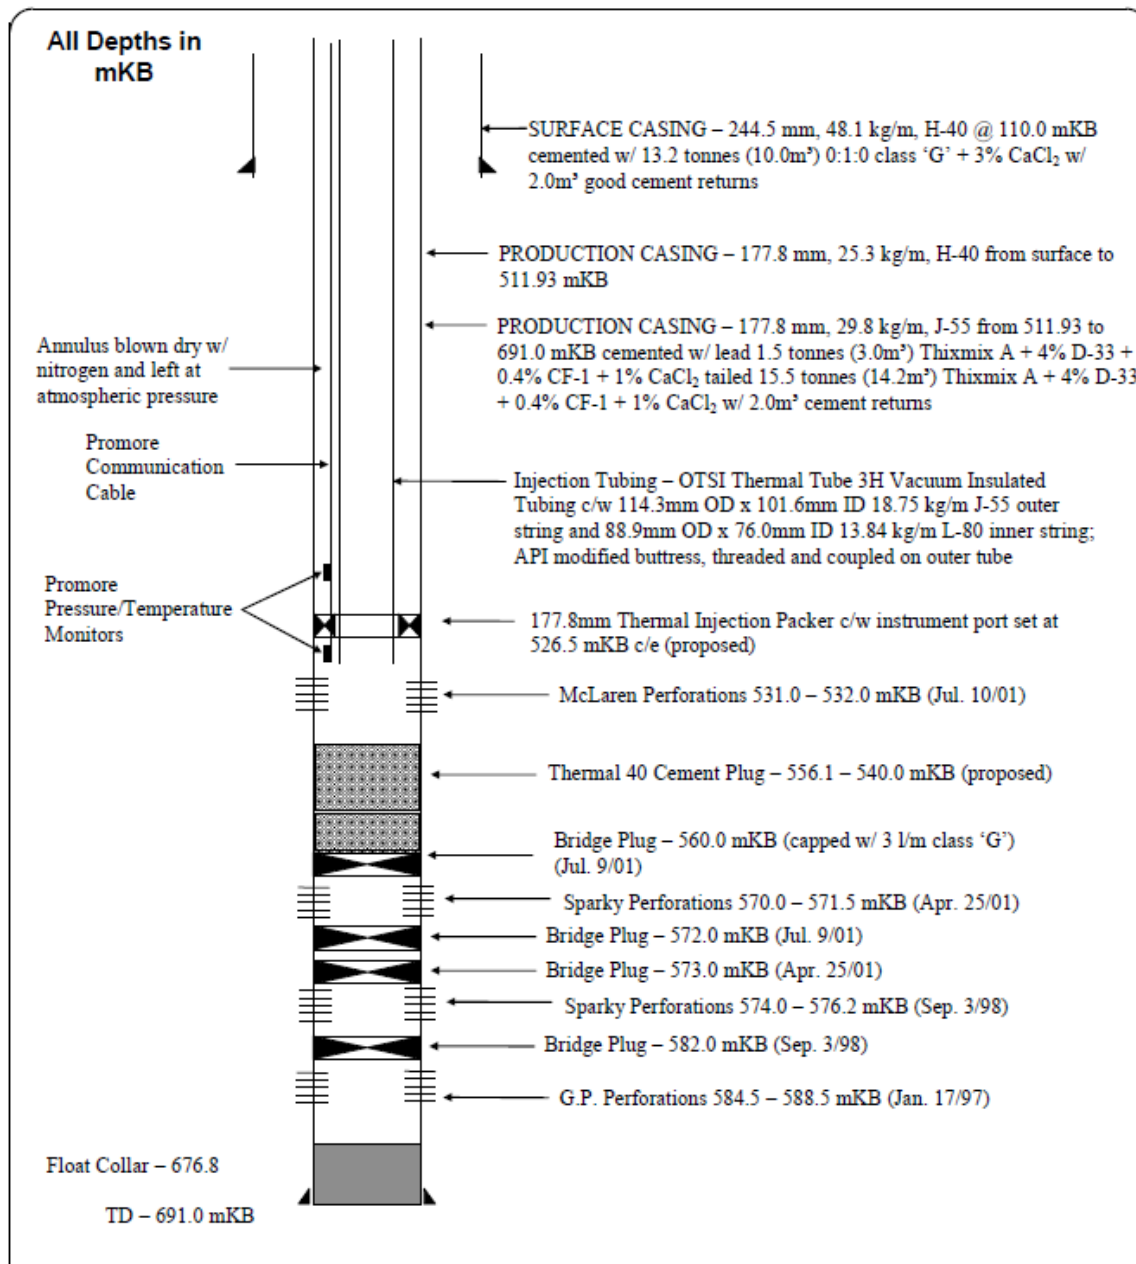 All Depths in
mKB
SURFACE CASING – 244.5 mm, 48.1 kg/m, H-40 @ 110.0 mKB
cemented w/ 13.2 tonnes (10.0m³) 0:1:0 class ‘G’ + 3% CaCl₂ w/
2.0m³ good cement returns
PRODUCTION CASING – 177.8 mm, 25.3 kg/m, H-40 from surface to
511.93 mKB
PRODUCTION CASING – 177.8 mm, 29.8 kg/m, J-55 from 511.93 to
691.0 mKB cemented w/ lead 1.5 tonnes (3.0m³) Thixmix A + 4% D-33 +
0.4% CF-1 + 1% CaCl₂ tailed 15.5 tonnes (14.2m³) Thixmix A + 4% D-33
+ 0.4% CF-1 + 1% CaCl₂ w/ 2.0m³ cement returns
Annulus blown dry w/
nitrogen and left at
atmospheric pressure
Promore
Communication
Cable
Injection Tubing – OTSI Thermal Tube 3H Vacuum Insulated
Tubing c/w 114.3mm OD x 101.6mm ID 18.75 kg/m J-55 outer
string and 88.9mm OD x 76.0mm ID 13.84 kg/m L-80 inner string;
API modified buttress, threaded and coupled on outer tube
Promore
Pressure/Temperature
Monitors
177.8mm Thermal Injection Packer c/w instrument port set at
526.5 mKB c/e (proposed)
McLaren Perforations 531.0 – 532.0 mKB (Jul. 10/01)
Thermal 40 Cement Plug – 556.1 – 540.0 mKB (proposed)
Bridge Plug – 560.0 mKB (capped w/ 3 l/m class ‘G’)
(Jul. 9/01)
Sparky Perforations 570.0 – 571.5 mKB (Apr. 25/01)
Bridge Plug – 572.0 mKB (Jul. 9/01)
Bridge Plug – 573.0 mKB (Apr. 25/01)
Sparky Perforations 574.0 – 576.2 mKB (Sep. 3/98)
Bridge Plug – 582.0 mKB (Sep. 3/98)
G.P. Perforations 584.5 – 588.5 mKB (Jan. 17/97)
Float Collar – 676.8
TD – 691.0 mKB